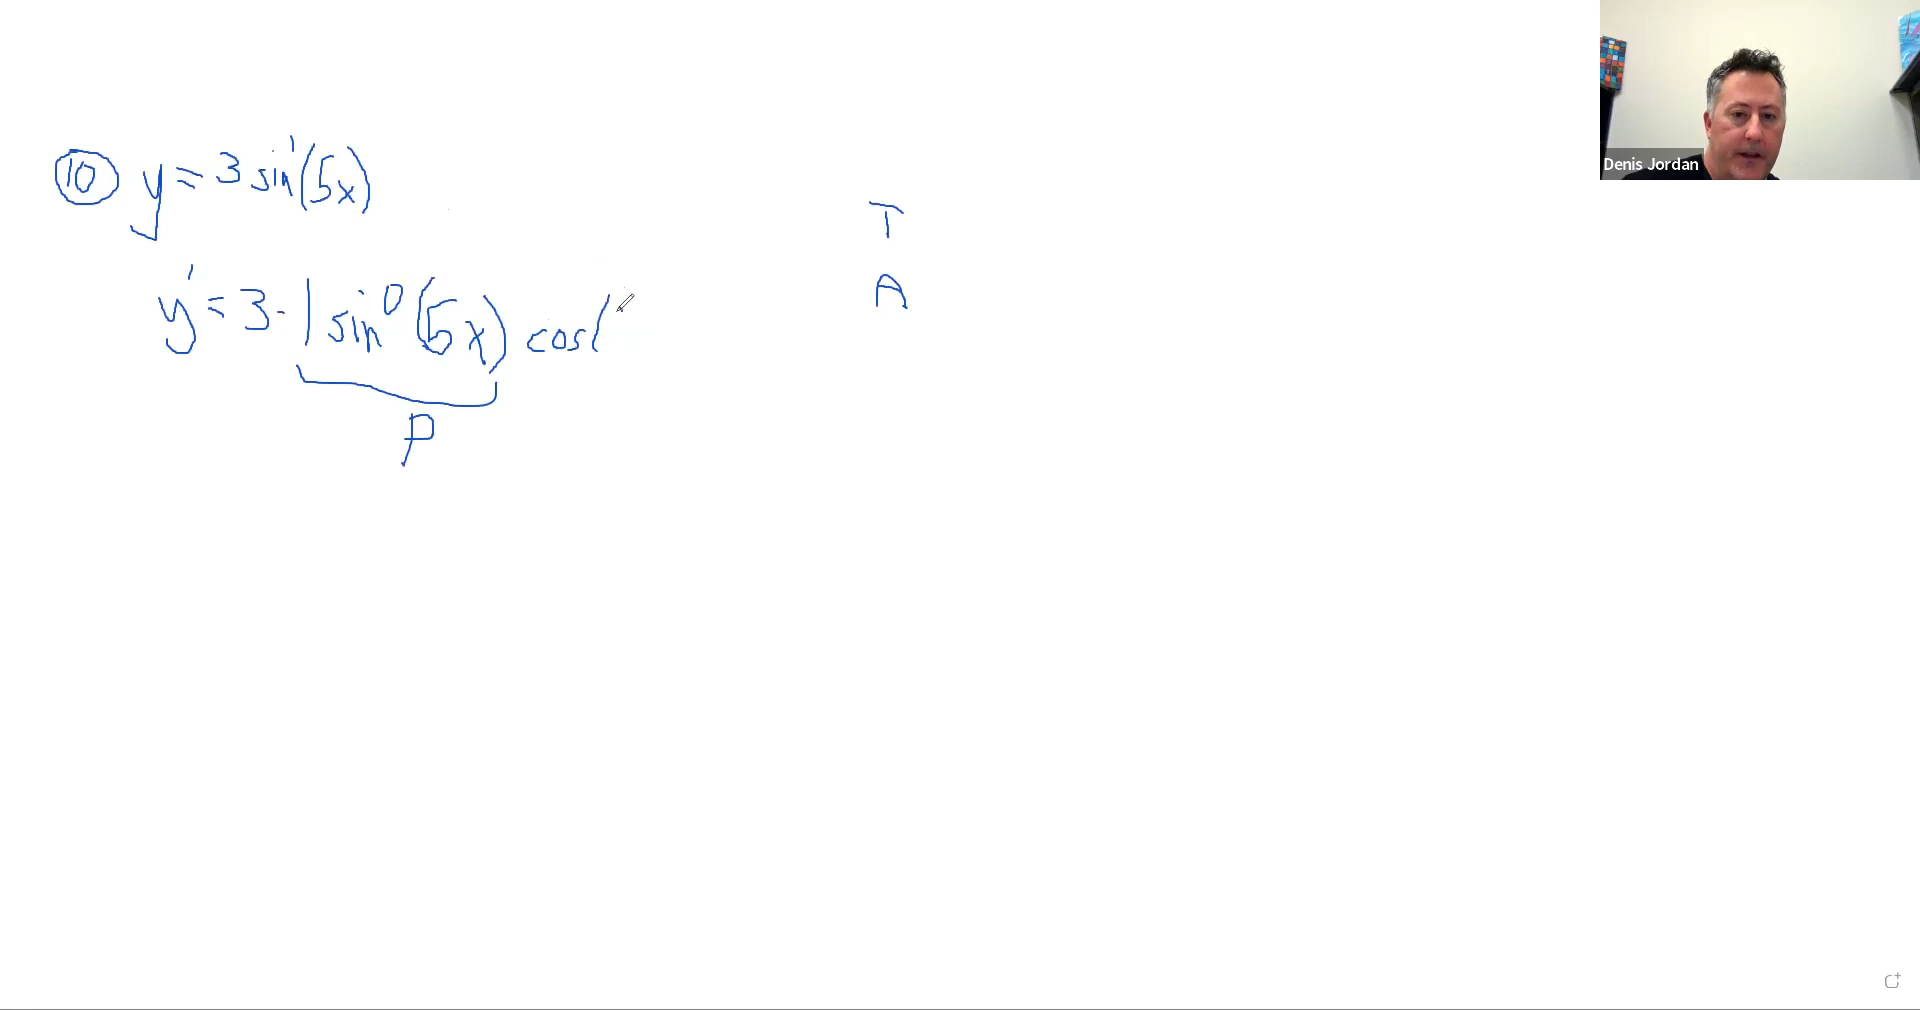 Denis Jordan
⑩ y = 3 sin¹(5x)
T
y' = 3 · 1 sin⁰(5x) cos(
A
P